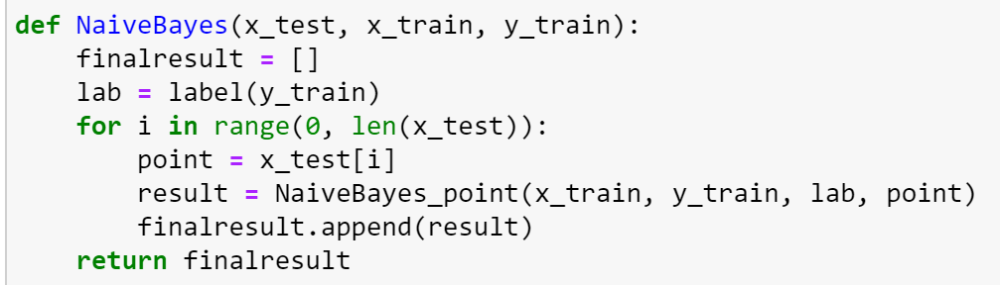 def NaiveBayes(x_test, x_train, y_train):
    finalresult = []
    lab = label(y_train)
    for i in range(0, len(x_test)):
        point = x_test[i]
        result = NaiveBayes_point(x_train, y_train, lab, point)
        finalresult.append(result)
    return finalresult